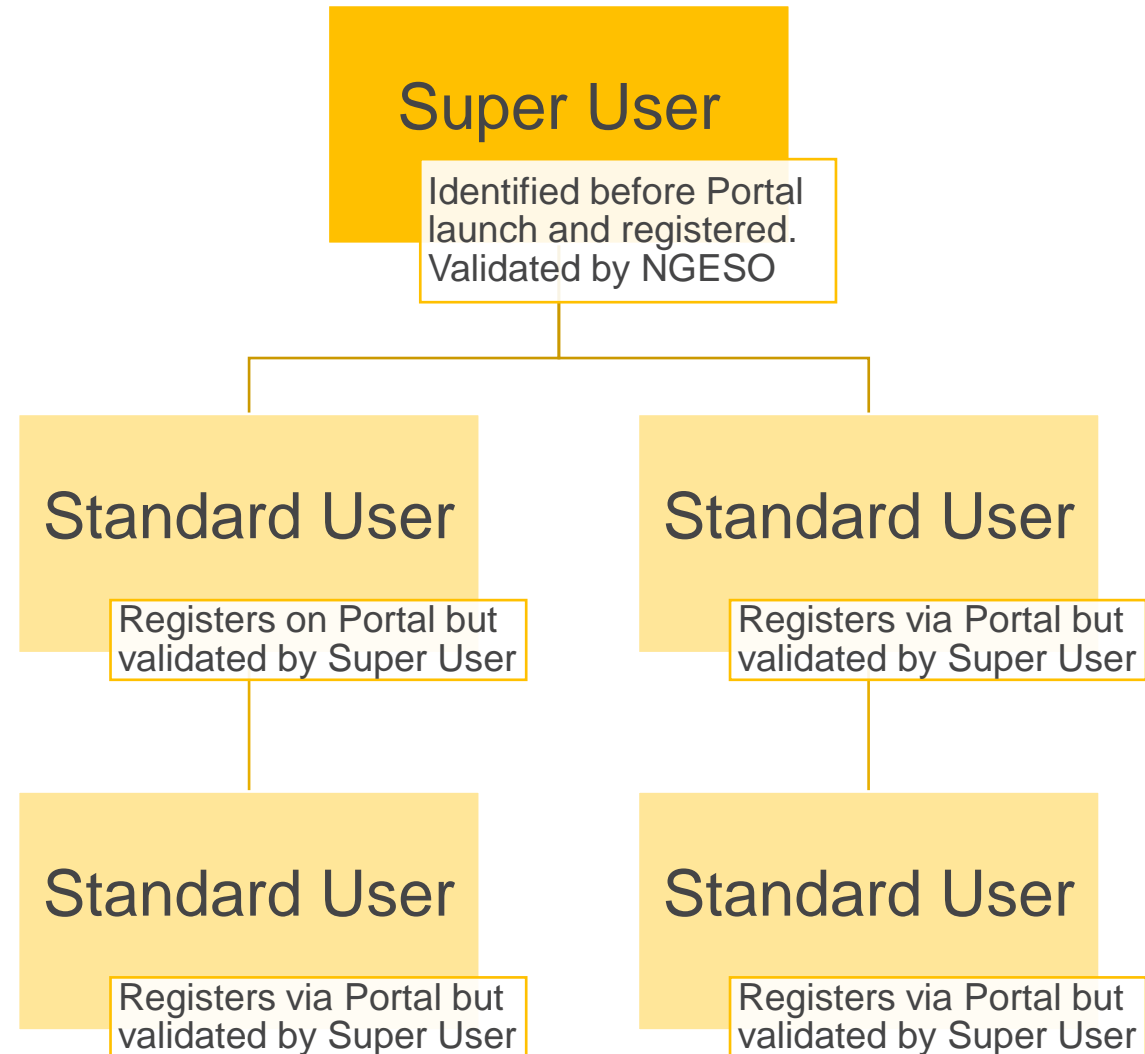 Super User
Identified before Portal
launch and registered.
Validated by NGESO
Standard User
Registers on Portal but
validated by Super User
Standard User
Registers via Portal but
validated by Super User
Standard User
Registers via Portal but
validated by Super User
Standard User
Registers via Portal but
validated by Super User